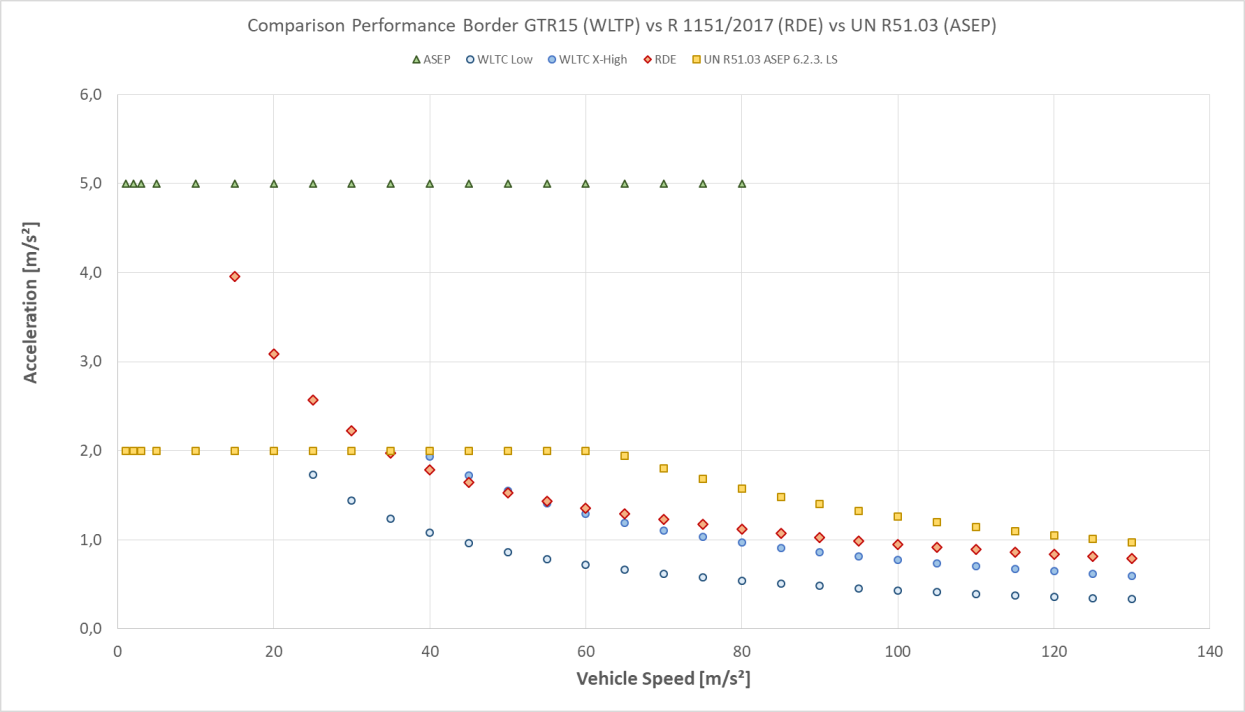 Comparison Performance Border GTR15 (WLTP) vs R 1151/2017 (RDE) vs UN R51.03 (ASEP)
ASEP WLTC Low WLTC X-High RDE UN R51.03 ASEP 6.2.3. LS
6,0
5,0
4,0
3,0
2,0
1,0
0,0
Acceleration [m/s²]
0 20 40 60 80 100 120 140
Vehicle Speed [m/s²]